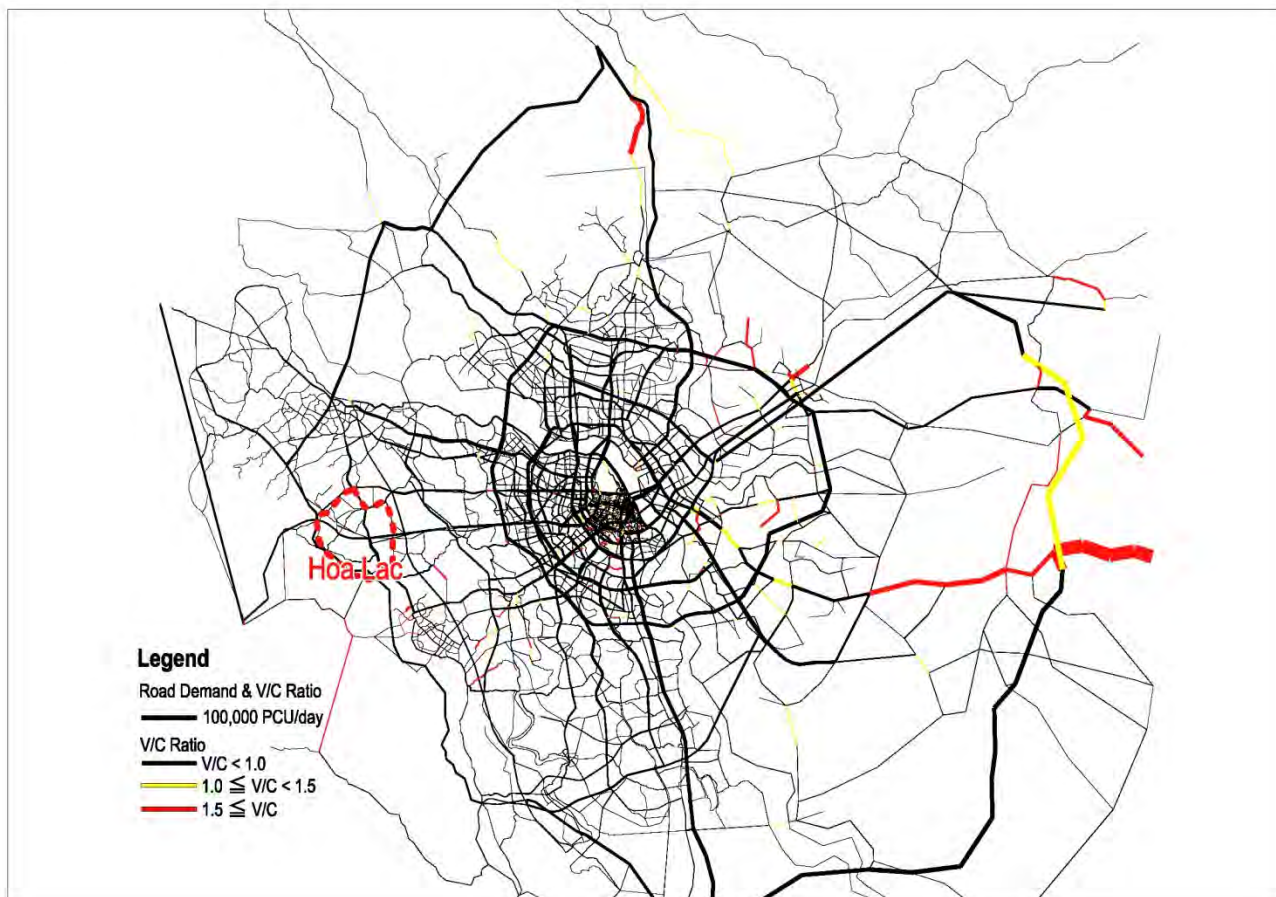 Hoa Lac
Legend
Road Demand & V/C Ratio
100,000 PCU/day
V/C Ratio
V/C < 1.0
1.0 ≦ V/C < 1.5
1.5 ≦ V/C